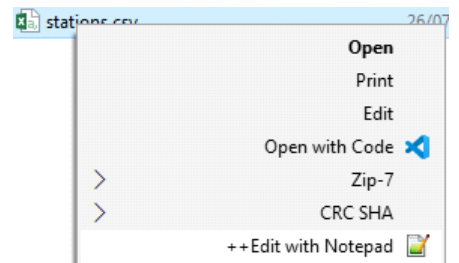 stations.csv 26/07
Open
Print
Edit
Open with Code
Zip-7
CRC SHA
++Edit with Notepad